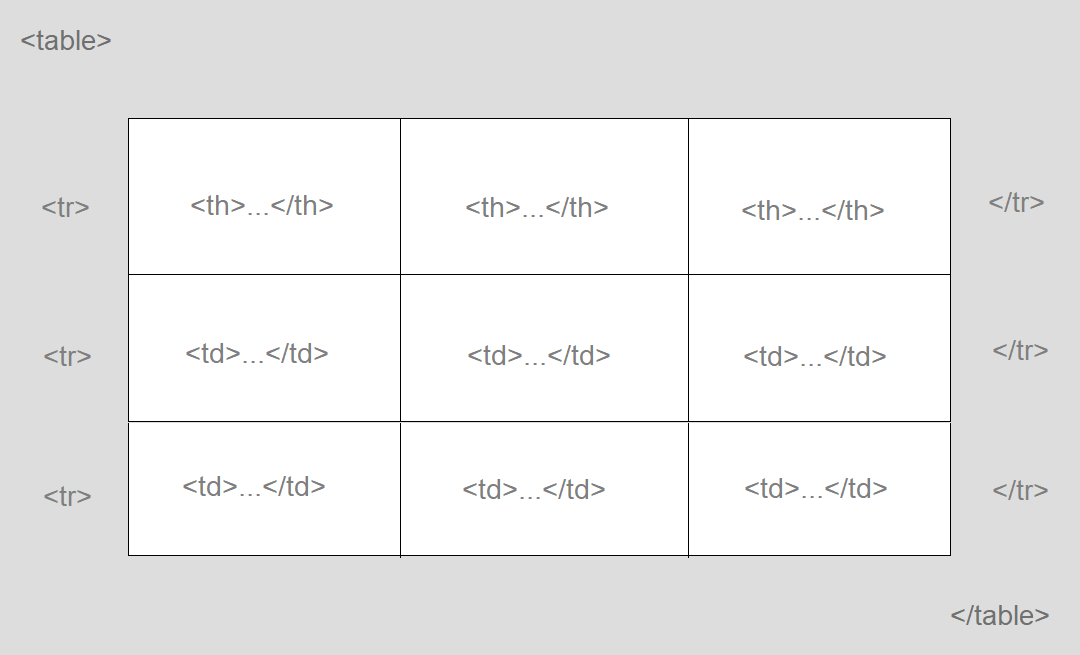 <table>
<tr> <th>...</th> <th>...</th> <th>...</th> </tr>
<tr> <td>...</td> <td>...</td> <td>...</td> </tr>
<tr> <td>...</td> <td>...</td> <td>...</td> </tr>
</table>